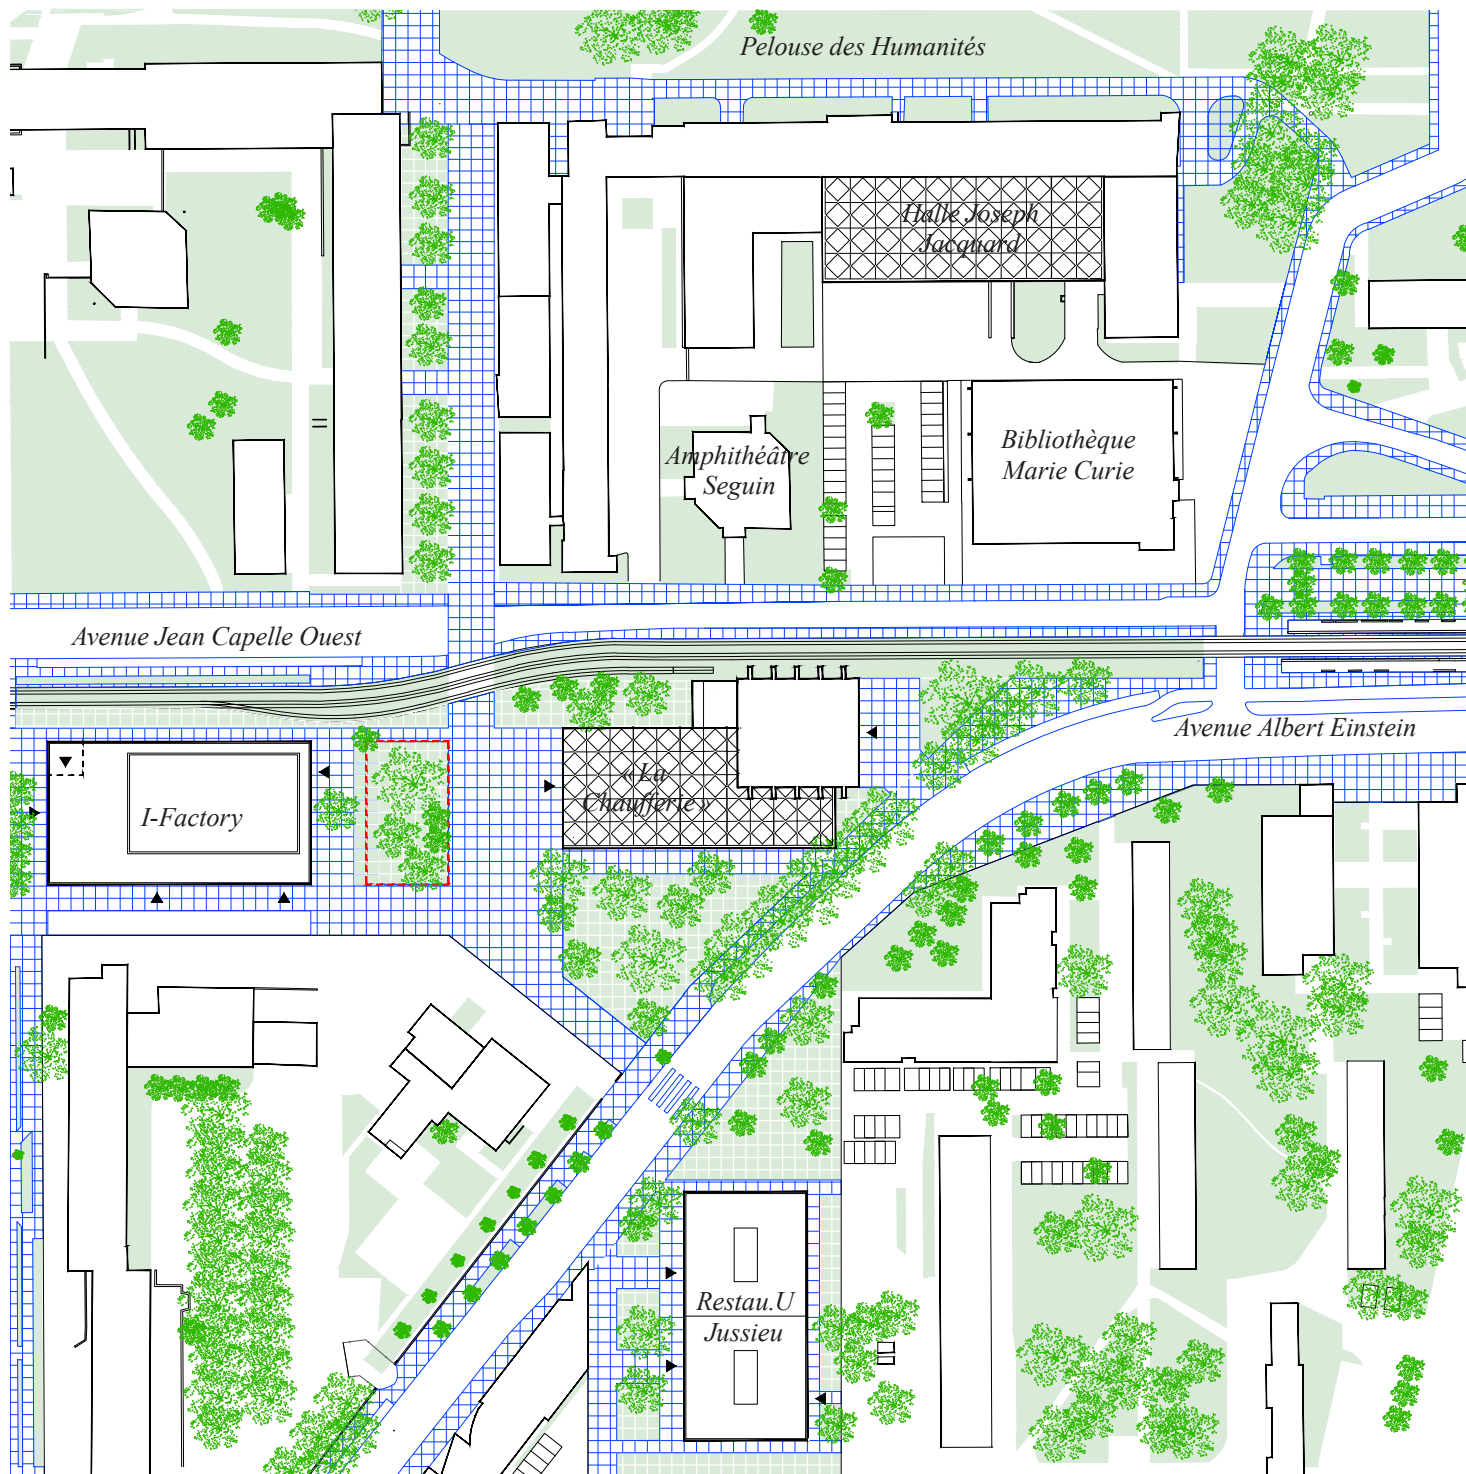 Pelouse des Humanités
Halle Joseph
Jacquard
Amphithéâtre
Seguin
Bibliothèque
Marie Curie
Avenue Jean Capelle Ouest
Avenue Albert Einstein
« La
Chaufferie »
I-Factory
Restau.U
Jussieu